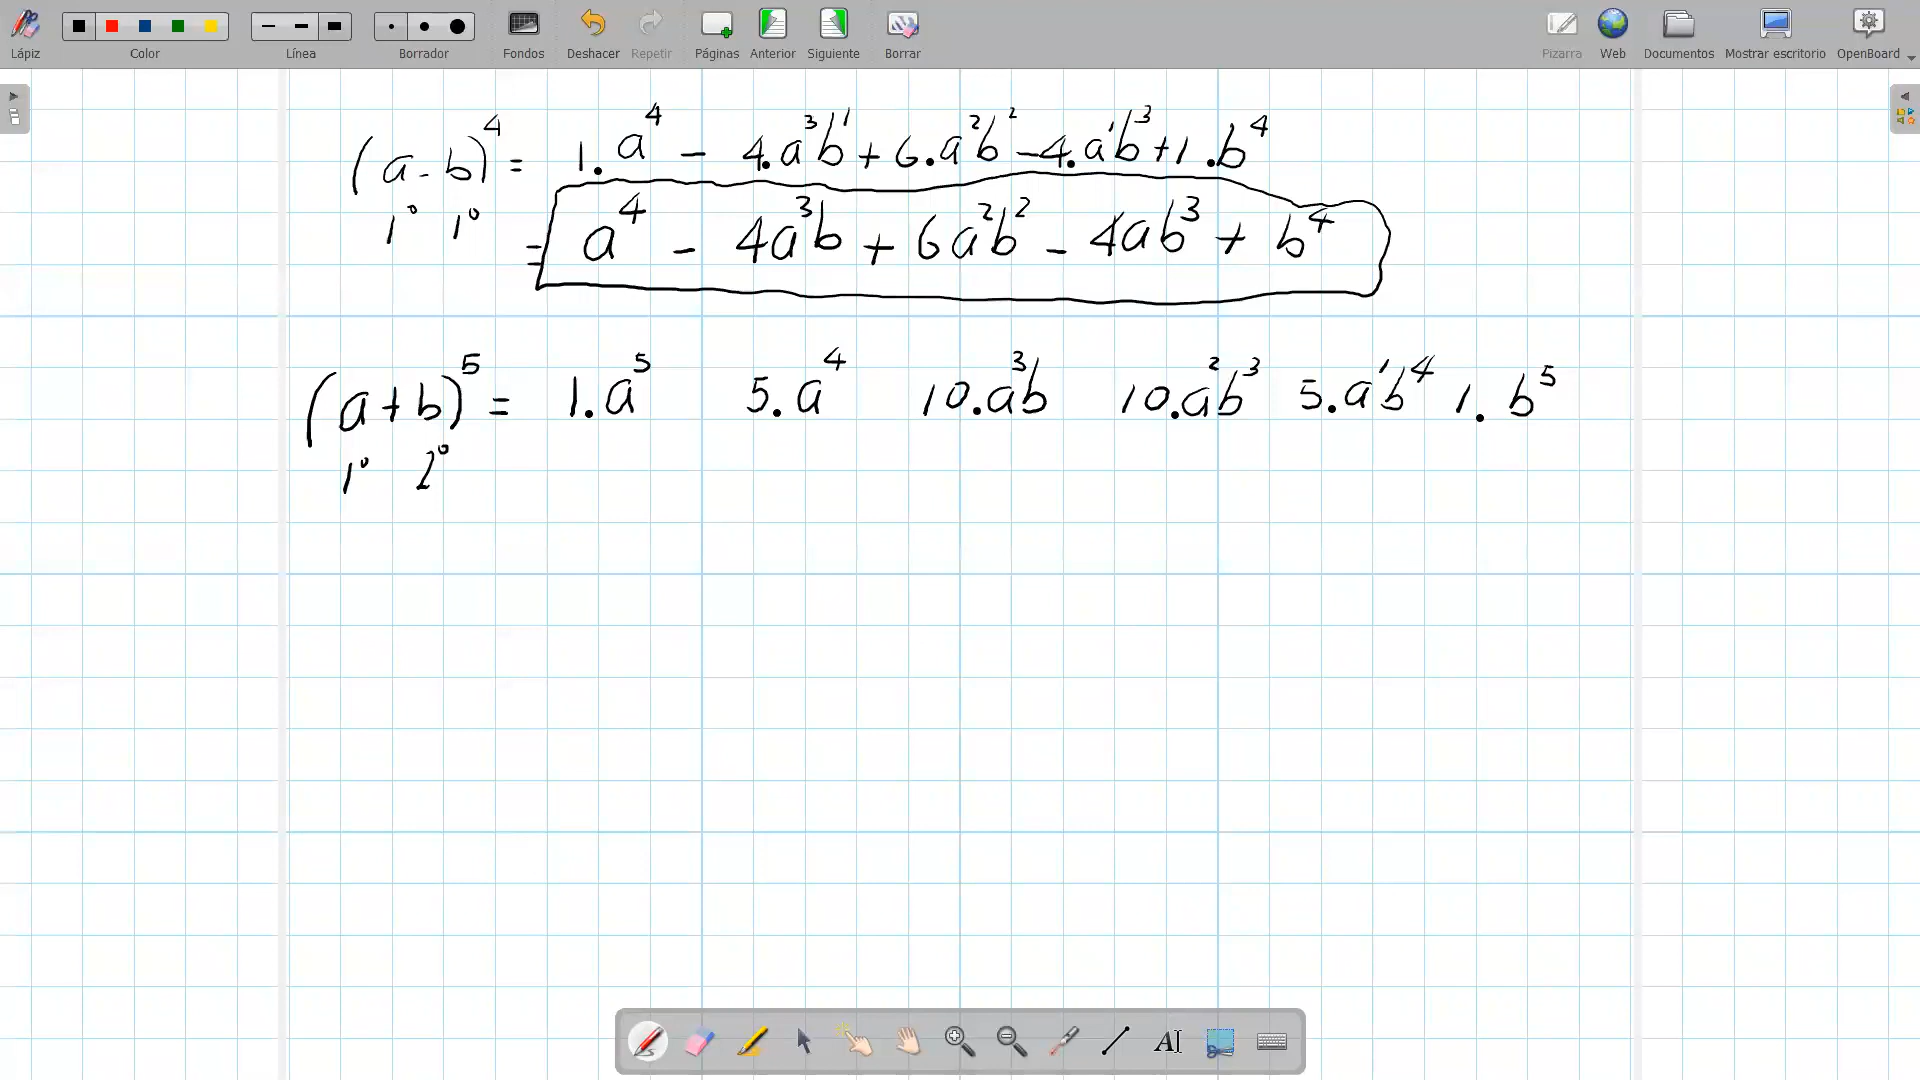 Lápiz Color Línea Borrador Fondos Deshacer Repetir Páginas Anterior Siguiente Borrar Pizarra Web Documentos Mostrar escritorio OpenBoard
(a - b)⁴ = 1.a⁴ - 4.a³b¹ + 6.a²b² - 4.a¹b³ + 1.b⁴
1° 1°
= a⁴ - 4a³b + 6a²b² - 4ab³ + b⁴
(a+b)⁵ = 1.a⁵ 5.a⁴ 10.a³b 10.a²b³ 5.a¹b⁴ 1.b⁵
1° 2°